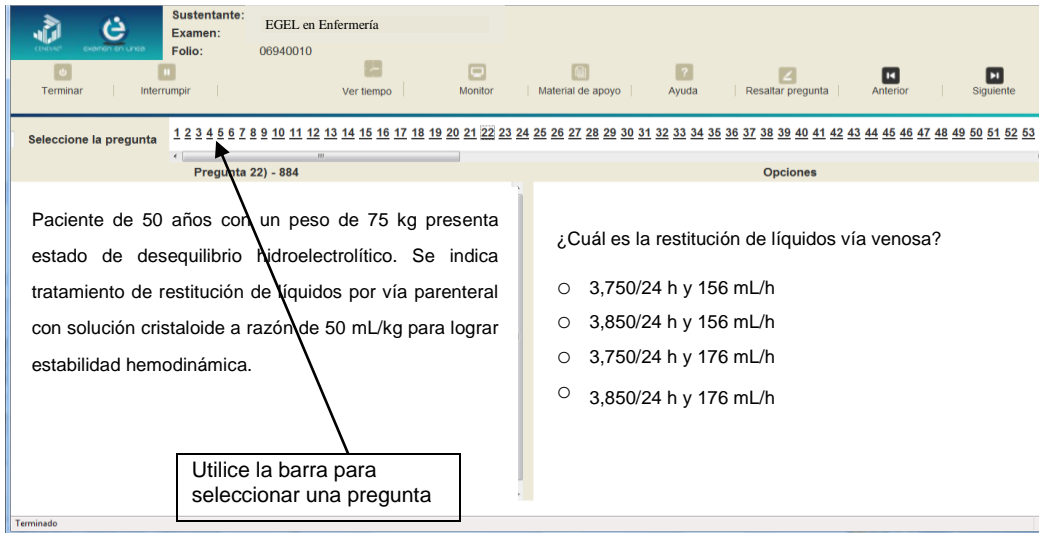 Sustentante:
Examen: EGEL en Enfermería
Folio: 06940010
CENEVAL
examen en línea
Terminar Interrumpir Ver tiempo Monitor Material de apoyo Ayuda Resaltar pregunta Anterior Siguiente
Seleccione la pregunta 1 2 3 4 5 6 7 8 9 10 11 12 13 14 15 16 17 18 19 20 21 22 23 24 25 26 27 28 29 30 31 32 33 34 35 36 37 38 39 40 41 42 43 44 45 46 47 48 49 50 51 52 53
Pregunta 22) - 884
Opciones
Paciente de 50 años con un peso de 75 kg presenta
estado de desequilibrio hidroelectrolítico. Se indica
tratamiento de restitución de líquidos por vía parenteral
con solución cristaloide a razón de 50 mL/kg para lograr
estabilidad hemodinámica.
¿Cuál es la restitución de líquidos vía venosa?
3,750/24 h y 156 mL/h
3,850/24 h y 156 mL/h
3,750/24 h y 176 mL/h
3,850/24 h y 176 mL/h
Utilice la barra para
seleccionar una pregunta
Terminado